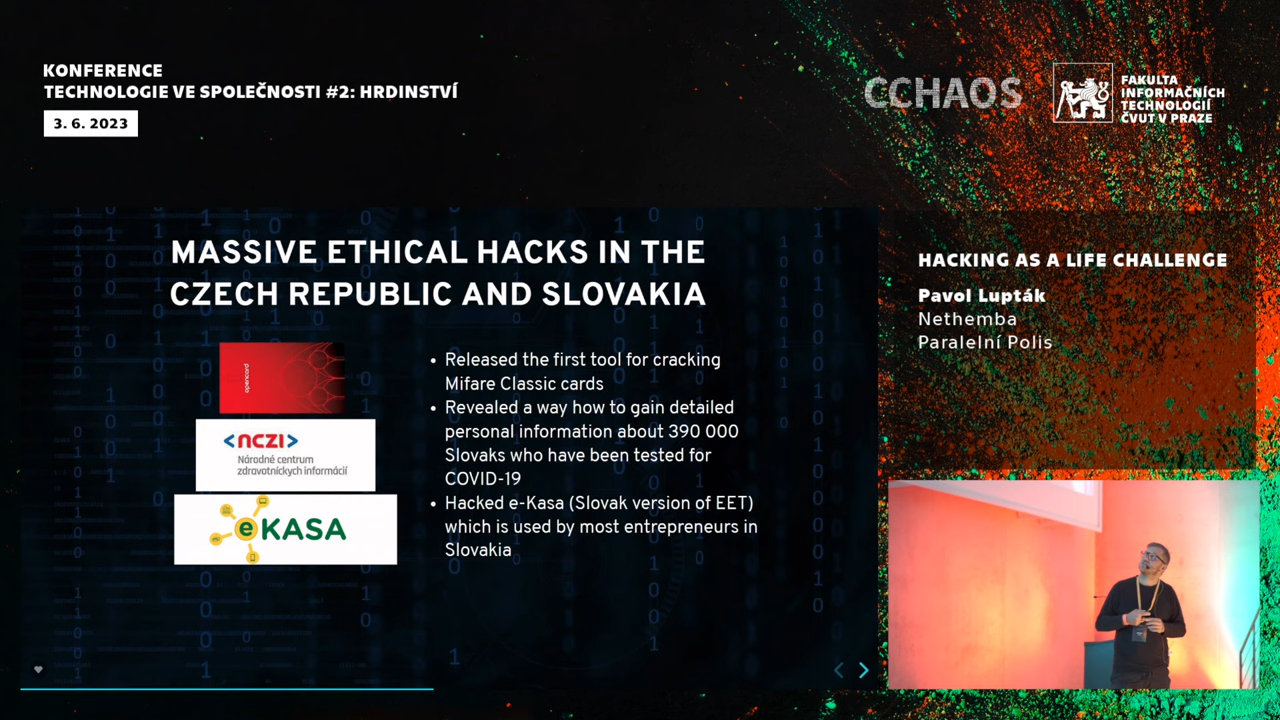 KONFERENCE
TECHNOLOGIE VE SPOLEČNOSTI #2: HRDINSTVÍ
3. 6. 2023
CCHAOS
FAKULTA
INFORMAČNÍCH
TECHNOLOGIÍ
ČVUT V PRAZE
MASSIVE ETHICAL HACKS IN THE
CZECH REPUBLIC AND SLOVAKIA
opencard
<nczi>
Národné centrum
zdravotníckych informácií
eKASA
• Released the first tool for cracking
Mifare Classic cards
• Revealed a way how to gain detailed
personal information about 390 000
Slovaks who have been tested for
COVID-19
• Hacked e-Kasa (Slovak version of EET)
which is used by most entrepreneurs in
Slovakia
HACKING AS A LIFE CHALLENGE
Pavol Lupták
Nethemba
Paralelní Polis